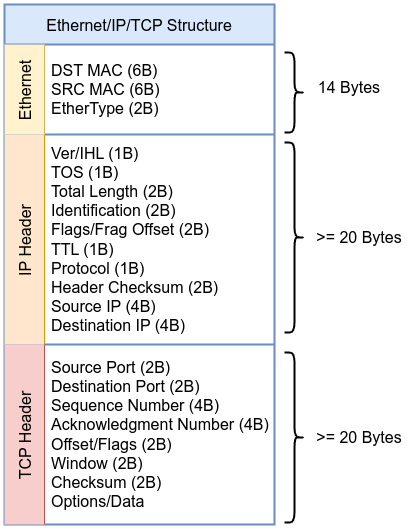 Ethernet/IP/TCP Structure
Ethernet
DST MAC (6B)
SRC MAC (6B)
EtherType (2B)
14 Bytes
IP Header
Ver/IHL (1B)
TOS (1B)
Total Length (2B)
Identification (2B)
Flags/Frag Offset (2B)
TTL (1B)
Protocol (1B)
Header Checksum (2B)
Source IP (4B)
Destination IP (4B)
>= 20 Bytes
TCP Header
Source Port (2B)
Destination Port (2B)
Sequence Number (4B)
Acknowledgment Number (4B)
Offset/Flags (2B)
Window (2B)
Checksum (2B)
Options/Data
>= 20 Bytes